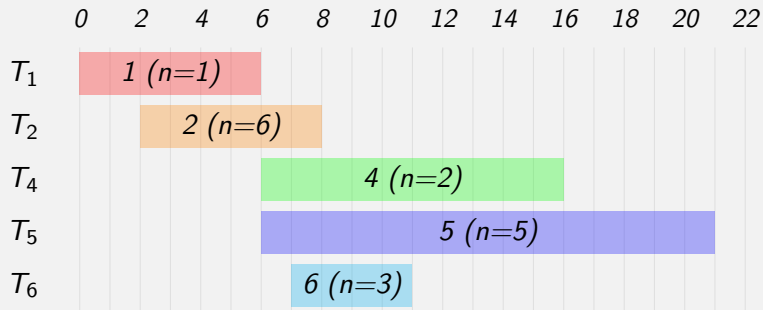 0 2 4 6 8 10 12 14 16 18 20 22
T₁ 1 (n=1)
T₂ 2 (n=6)
T₄ 4 (n=2)
T₅ 5 (n=5)
T₆ 6 (n=3)